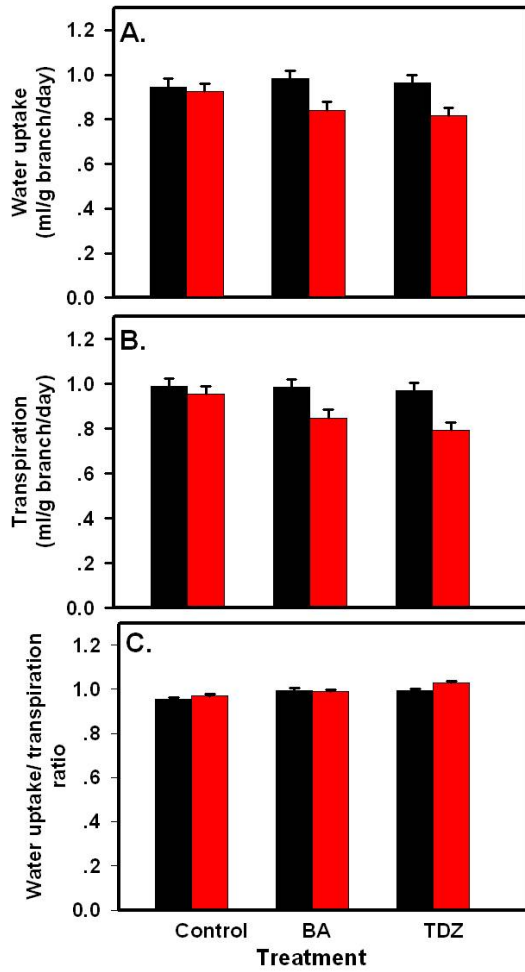 A.
Water uptake
(ml/g branch/day)
1.2
1.0
.8
.6
.4
.2
0.0
B.
Transpiration
(ml/g branch/day)
1.2
1.0
.8
.6
.4
.2
0.0
C.
Water uptake/ transpiration
ratio
1.2
1.0
.8
.6
.4
.2
0.0
Control BA TDZ
Treatment